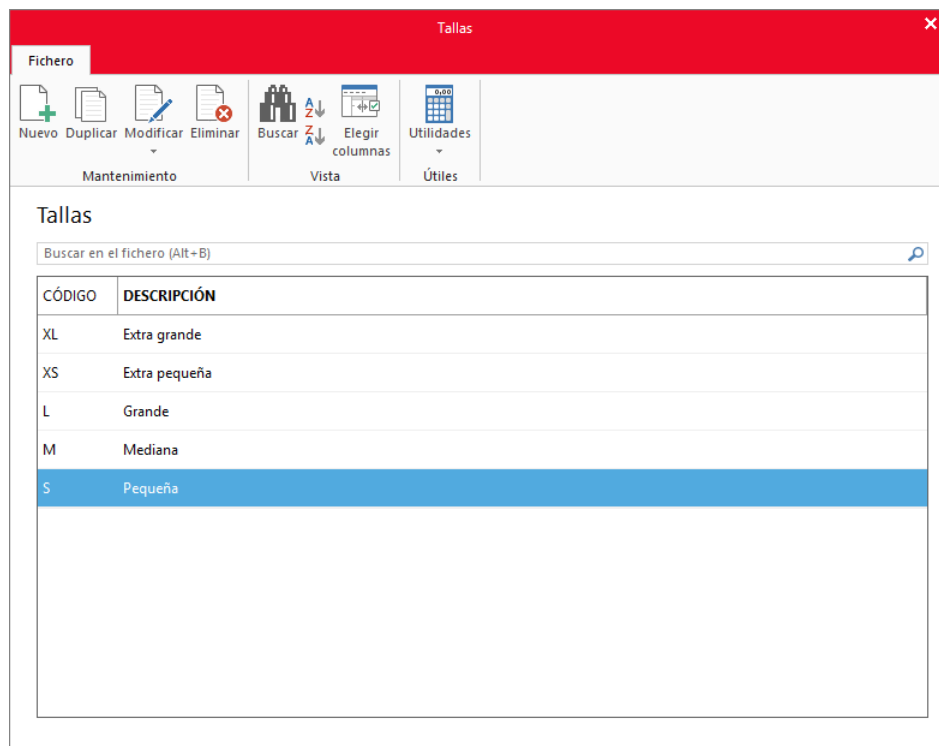 Tallas
Fichero
Nuevo Duplicar Modificar Eliminar Buscar A Z Z A Elegir columnas 0,00 Utilidades
Mantenimiento Vista Útiles
Tallas
Buscar en el fichero (Alt+B)
CÓDIGO DESCRIPCIÓN
XL Extra grande
XS Extra pequeña
L Grande
M Mediana
S Pequeña